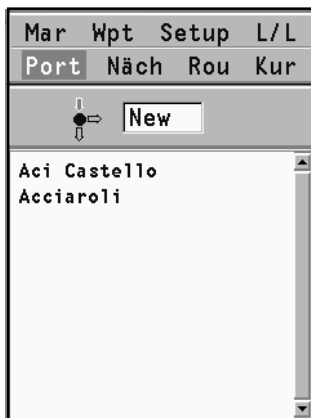 Mar Wpt Setup L/L
Port Näch Rou Kur
New
Aci Castello
Acciaroli